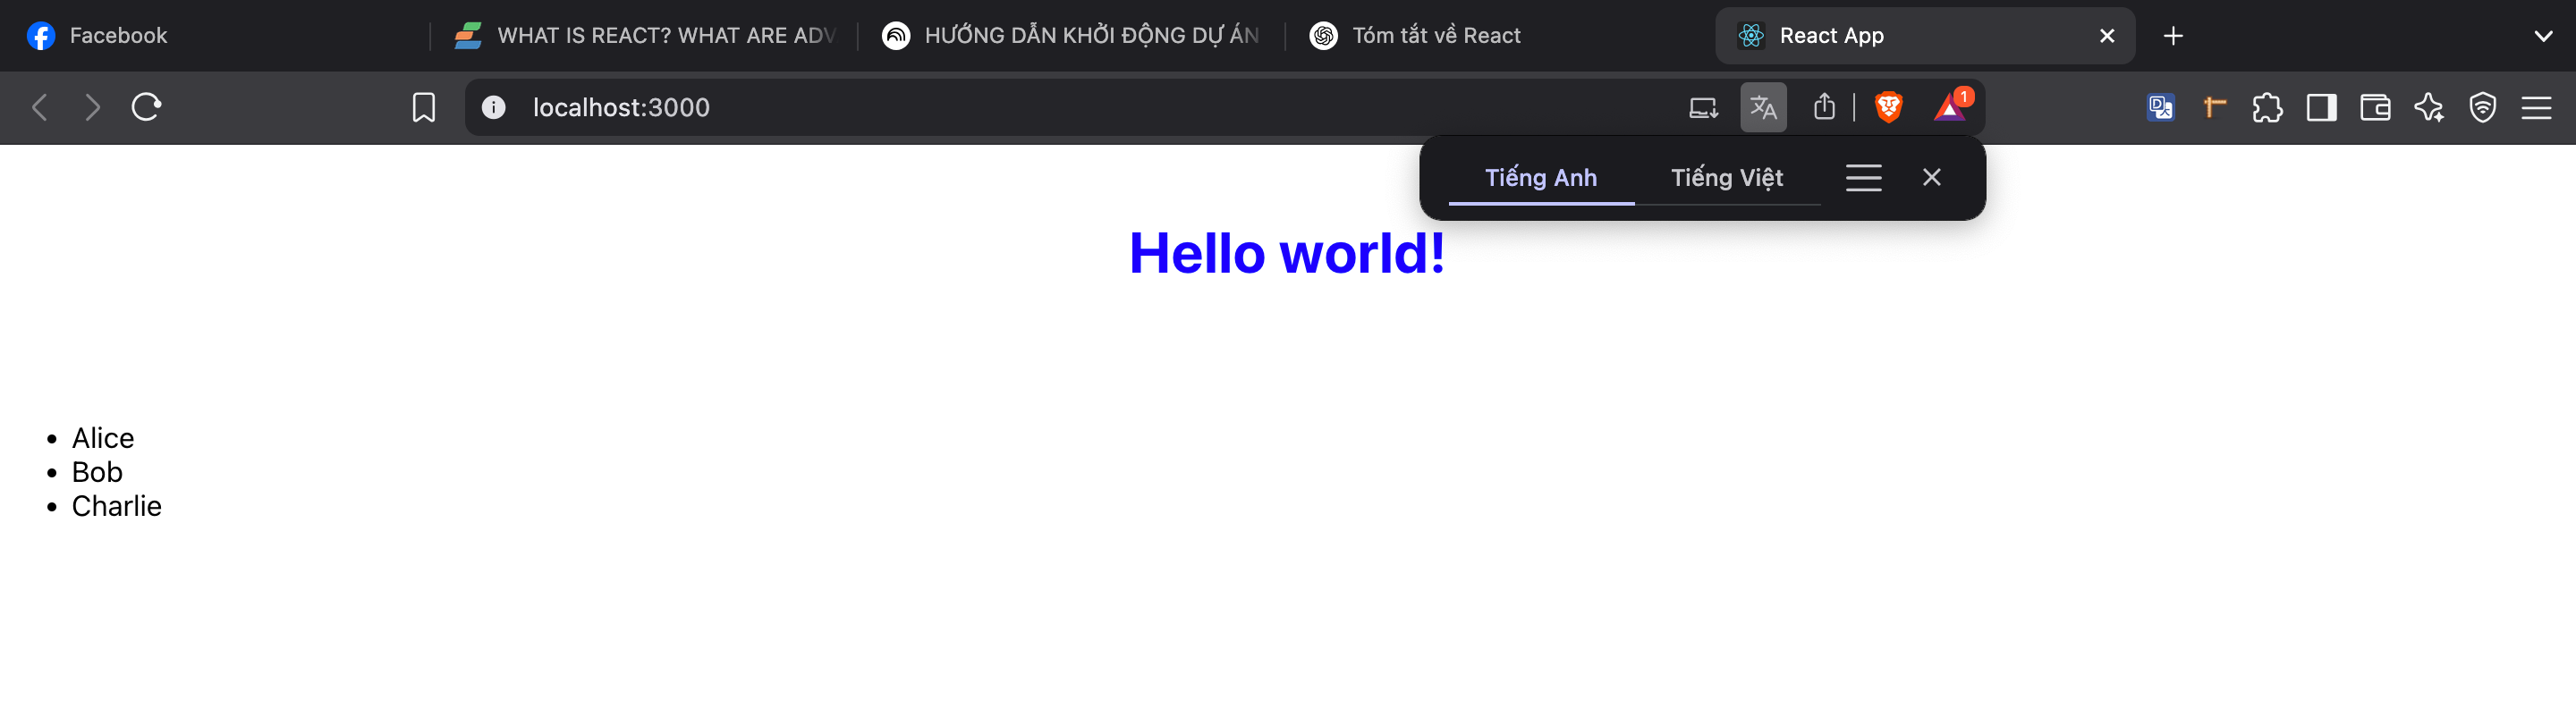 Facebook
WHAT IS REACT? WHAT ARE ADV
HƯỚNG DẪN KHỞI ĐỘNG DỰ ÁN
Tóm tắt về React
React App
localhost:3000
1
Tiếng Anh
Tiếng Việt
Hello world!
Alice
Bob
Charlie